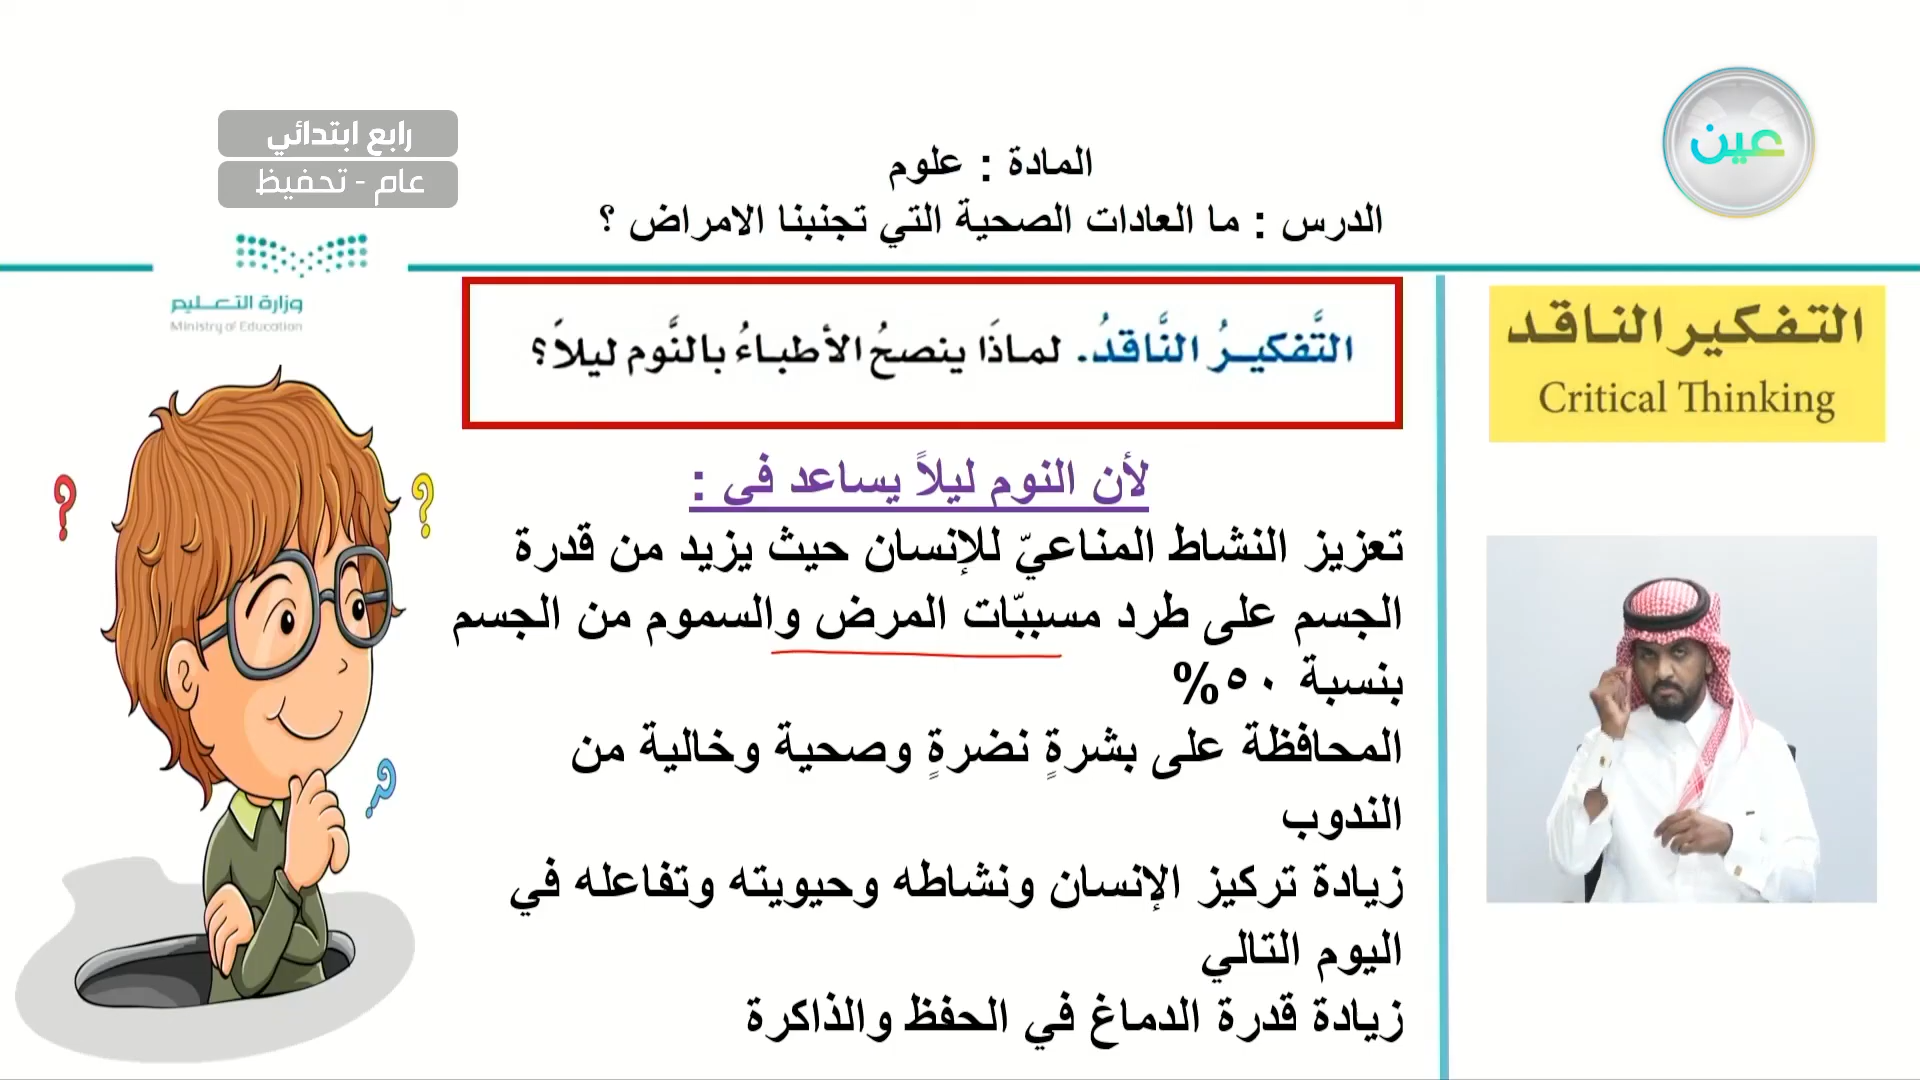 عين
رابع ابتدائي
عام - تحفيظ
المادة : علوم
الدرس : ما العادات الصحية التي تجنبنا الامراض ؟
وزارة التعليم
Ministry of Education
التفكير الناقد
Critical Thinking
التَّفكيرُ النَّاقدُ. لماذَا ينصحُ الأطباءُ بالنَّوم ليلاً؟
لأن النوم ليلاً يساعد في :
تعزيز النشاط المناعيّ للإنسان حيث يزيد من قدرة
الجسم على طرد مسببّات المرض والسموم من الجسم
بنسبة ٥٠%
المحافظة على بشرةٍ نضرةٍ وصحية وخالية من
الندوب
زيادة تركيز الإنسان ونشاطه وحيويته وتفاعله في
اليوم التالي
زيادة قدرة الدماغ في الحفظ والذاكرة